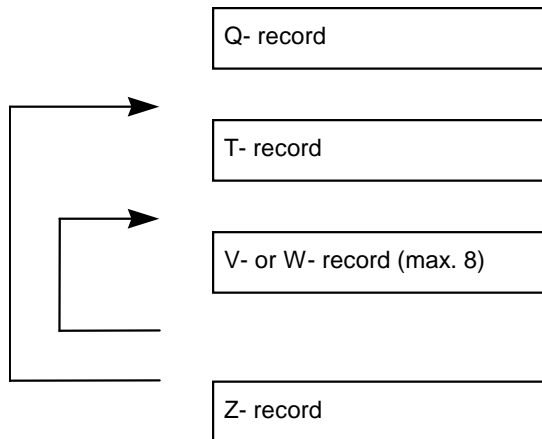 Q- record
T- record
V- or W- record (max. 8)
Z- record